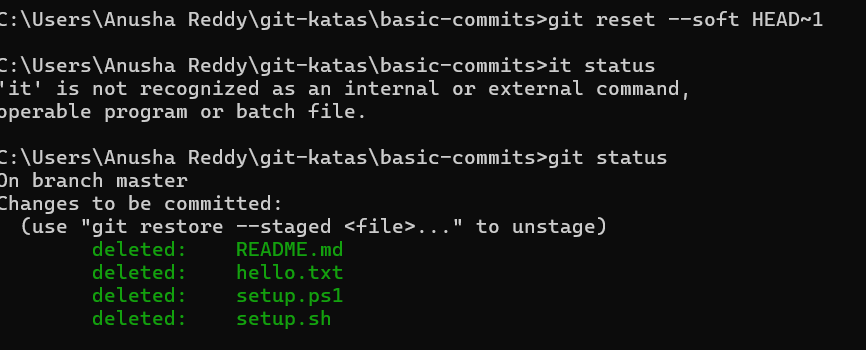 C:\Users\Anusha Reddy\git-katas\basic-commits>git reset --soft HEAD~1
C:\Users\Anusha Reddy\git-katas\basic-commits>it status
'it' is not recognized as an internal or external command,
operable program or batch file.
C:\Users\Anusha Reddy\git-katas\basic-commits>git status
On branch master
Changes to be committed:
  (use "git restore --staged <file>..." to unstage)
        deleted:    README.md
        deleted:    hello.txt
        deleted:    setup.ps1
        deleted:    setup.sh